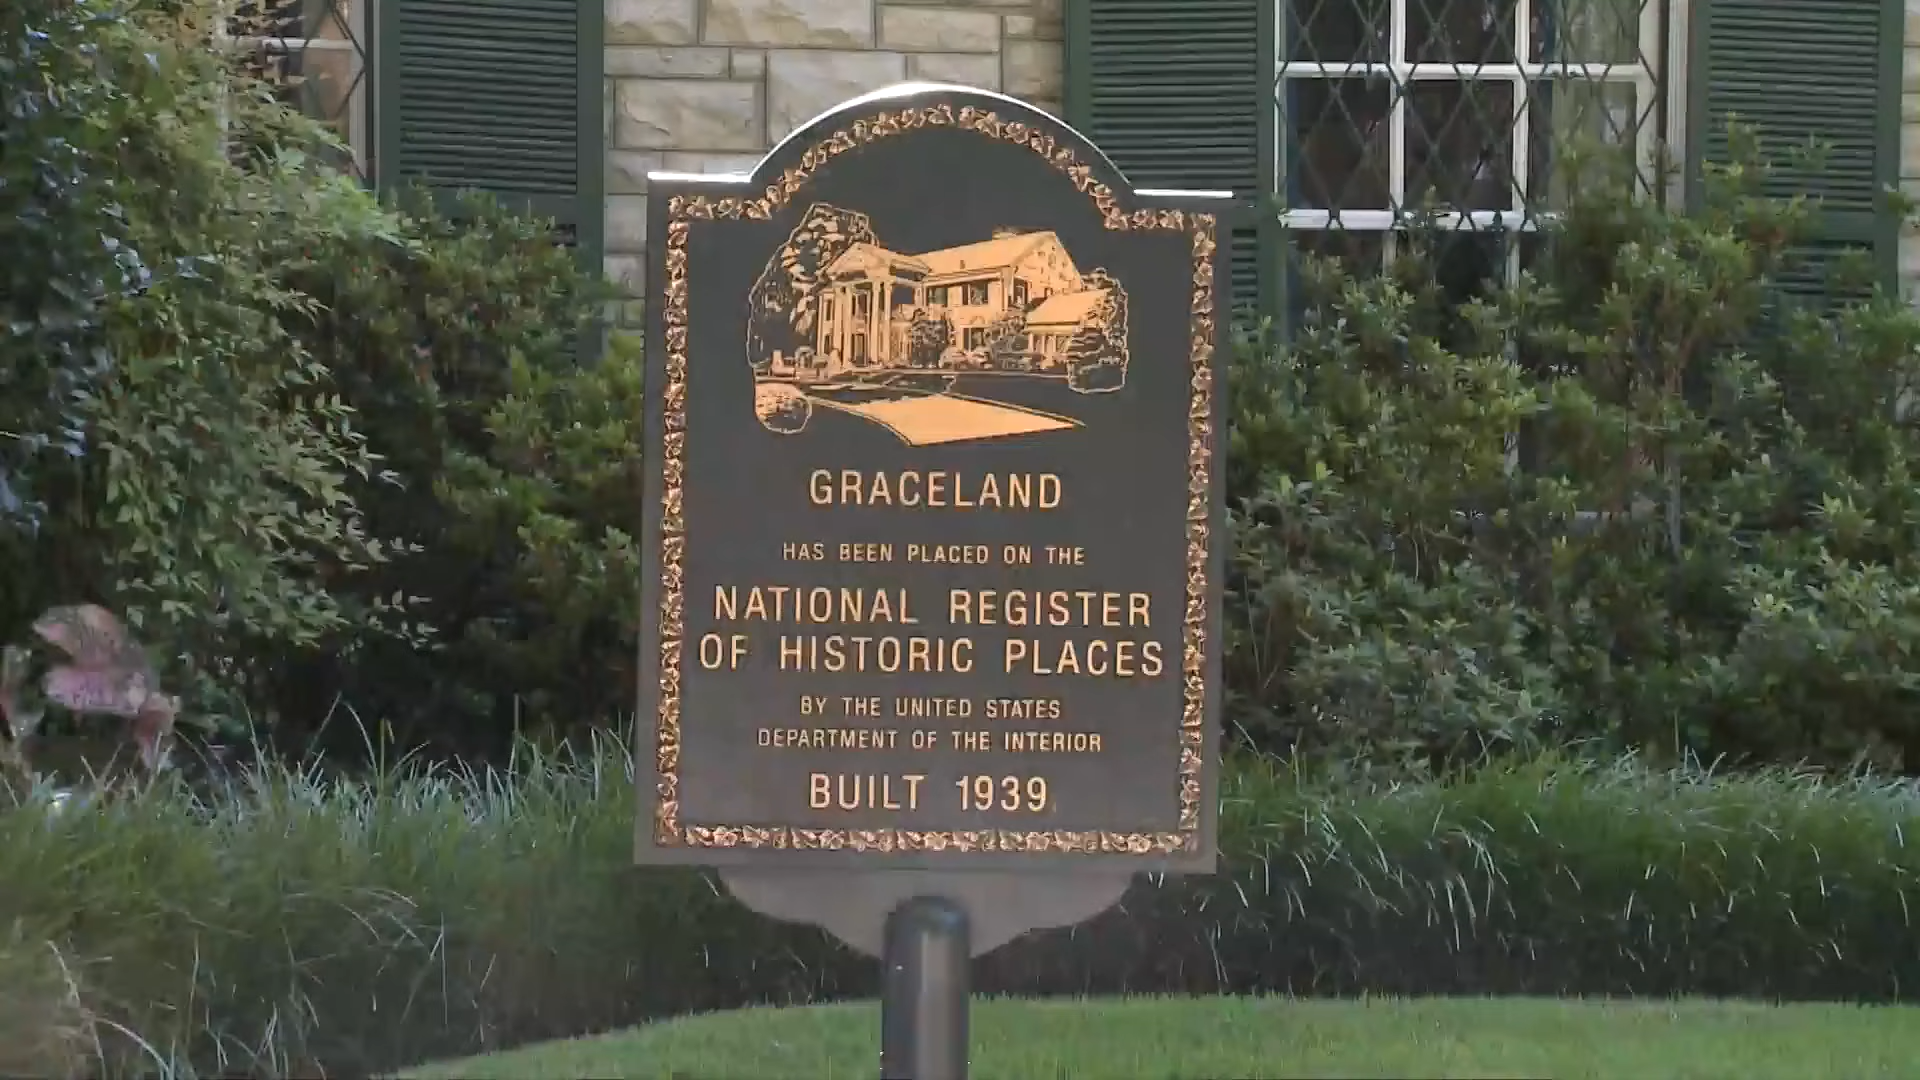 GRACELAND
HAS BEEN PLACED ON THE
NATIONAL REGISTER
OF HISTORIC PLACES
BY THE UNITED STATES
DEPARTMENT OF THE INTERIOR
BUILT 1939